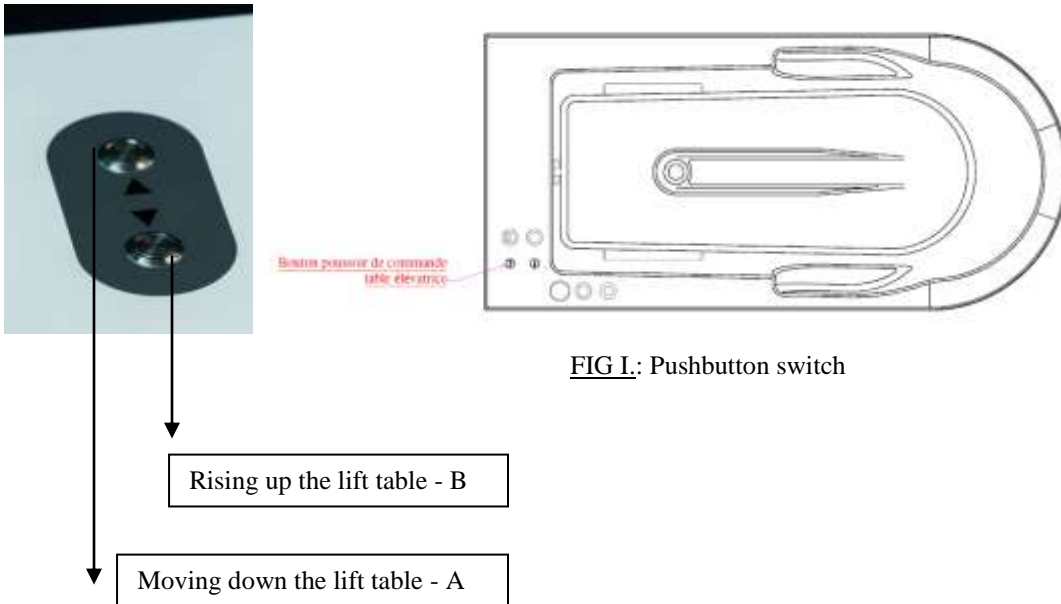 Bouton poussoir de commande
table élévatrice
FIG I.: Pushbutton switch
Rising up the lift table - B
Moving down the lift table - A